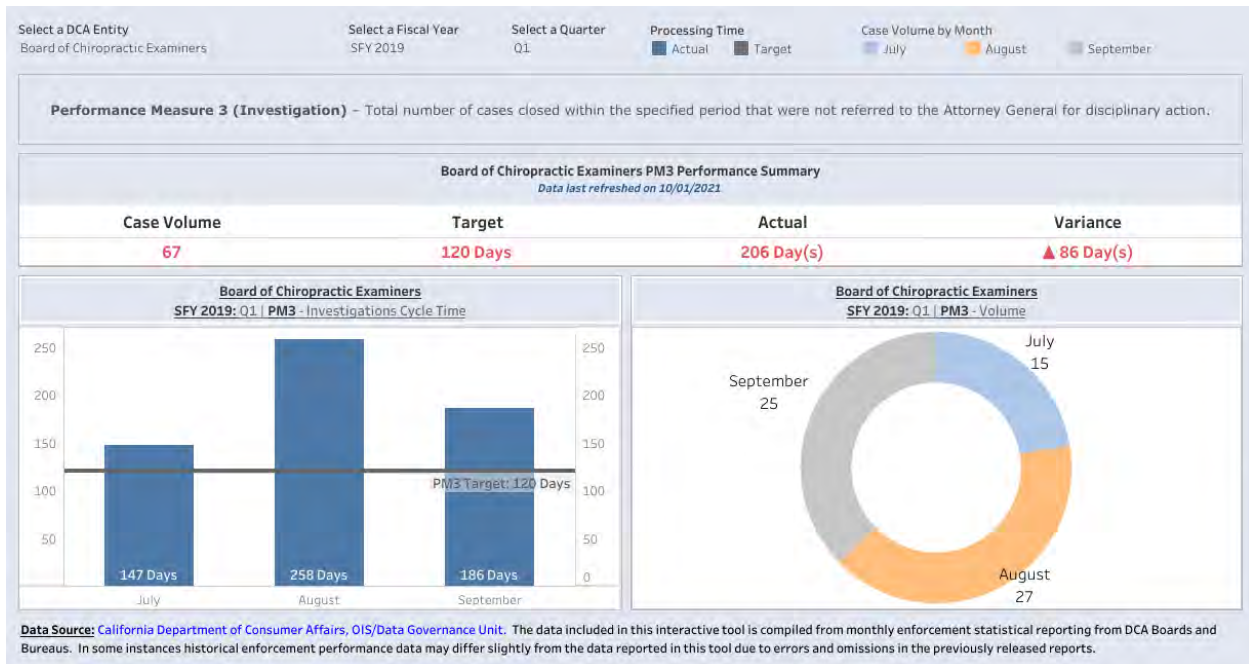 Select a DCA Entity
Select a Fiscal Year
Select a Quarter
Processing Time
Case Volume by Month
Board of Chiropractic Examiners
SFY 2019
Q1
Actual
Target
July
August
September
Performance Measure 3 (Investigation) – Total number of cases closed within the specified period that were not referred to the Attorney General for disciplinary action.
Board of Chiropractic Examiners PM3 Performance Summary
Data last refreshed on 10/01/2021
Case Volume
Target
Actual
Variance
67
120 Days
206 Day(s)
▲ 86 Day(s)
Board of Chiropractic Examiners
SFY 2019: Q1 | PM3 - Investigations Cycle Time
250
200
150
100
50
250
200
150
100
50
0
PM3 Target: 120 Days
147 Days
258 Days
186 Days
July
August
September
Board of Chiropractic Examiners
SFY 2019: Q1 | PM3 - Volume
July
15
September
25
August
27
Data Source: California Department of Consumer Affairs, OIS/Data Governance Unit. The data included in this interactive tool is compiled from monthly enforcement statistical reporting from DCA Boards and
Bureaus. In some instances historical enforcement performance data may differ slightly from the data reported in this tool due to errors and omissions in the previously released reports.